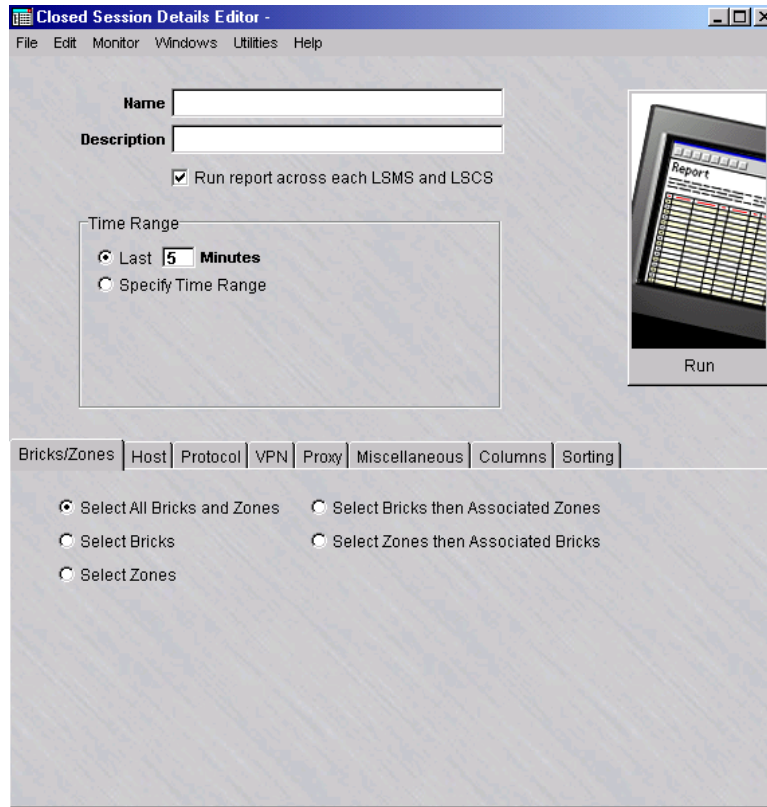 Closed Session Details Editor -
File Edit Monitor Windows Utilities Help
Name
Description
Run report across each LSMS and LSCS
Time Range
Last 5 Minutes
Specify Time Range
Report
Run
Bricks/Zones Host Protocol VPN Proxy Miscellaneous Columns Sorting
Select All Bricks and Zones Select Bricks then Associated Zones
Select Bricks Select Zones then Associated Bricks
Select Zones